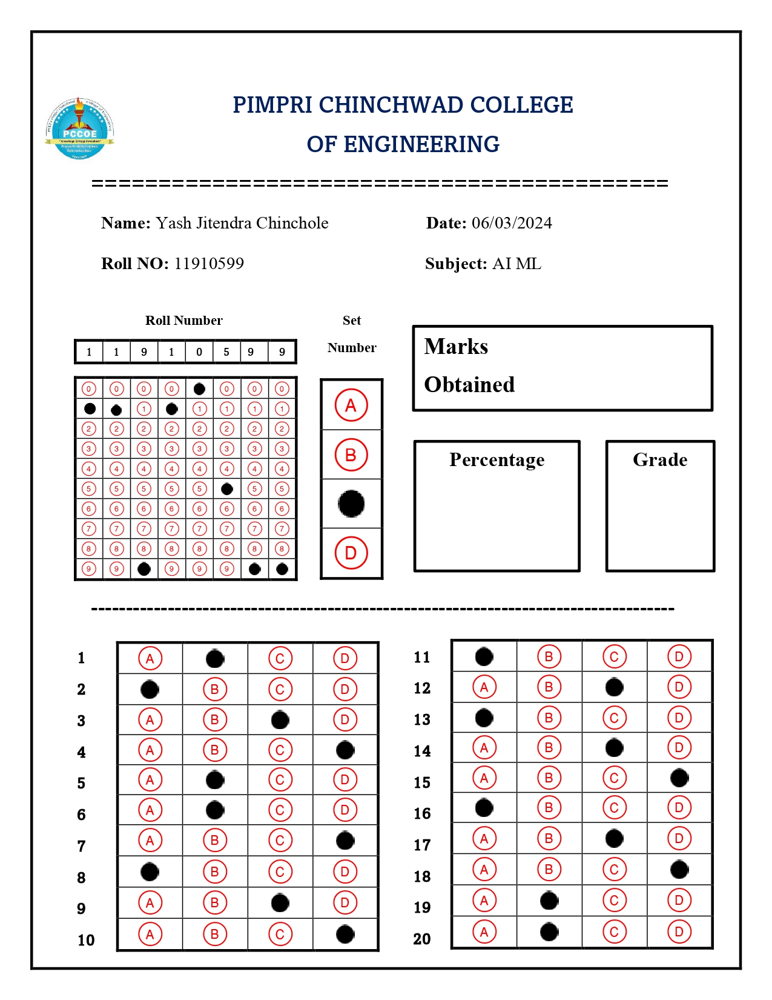 PIMPRI CHINCHWAD COLLEGE
OF ENGINEERING
PCCOE
"Knowlege Brings Freedom"
===========================================
Name: Yash Jitendra Chinchole Date: 06/03/2024
Roll NO: 11910599 Subject: AI ML
Roll Number
1 1 9 1 0 5 9 9
0 0 0 0 0 0 0
1 1 1 1 1
2 2 2 2 2 2 2 2
3 3 3 3 3 3 3 3
4 4 4 4 4 4 4 4
5 5 5 5 5 5 5
6 6 6 6 6 6 6 6
7 7 7 7 7 7 7 7
8 8 8 8 8 8 8 8
9 9 9 9 9
Set
Number
A
B
D
Marks
Obtained
Percentage
Grade
1 A C D
2 B C D
3 A B D
4 A B C
5 A C D
6 A C D
7 A B C
8 B C D
9 A B D
10 A B C
11 B C D
12 A B D
13 B C D
14 A B D
15 A B C
16 B C D
17 A B D
18 A B C
19 A C D
20 A C D